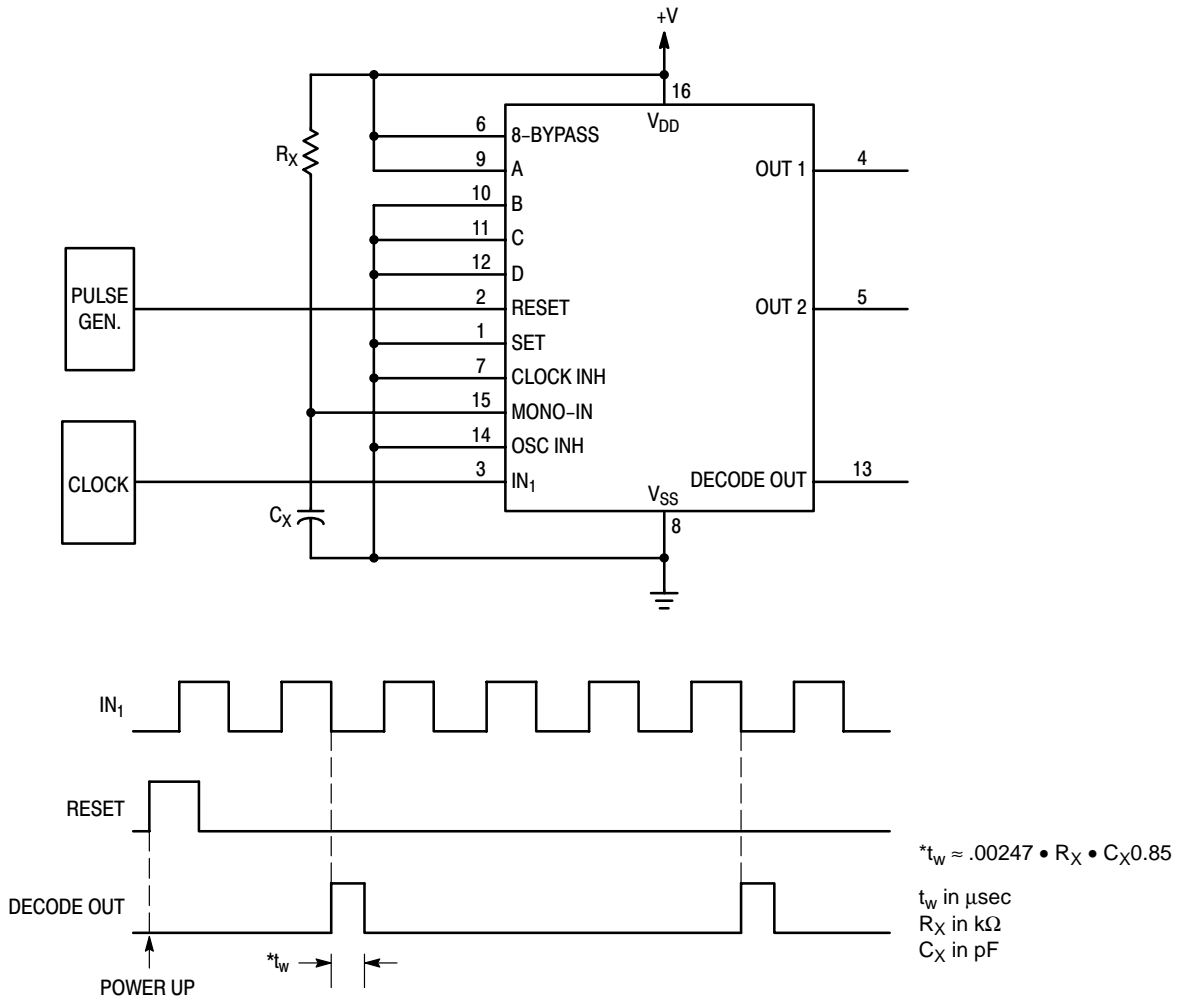 +V
16
VDD
RX
6
8–BYPASS
9
A
OUT 1
4
10
B
11
C
12
D
PULSE
GEN.
2
RESET
OUT 2
5
1
SET
7
CLOCK INH
15
MONO–IN
14
OSC INH
CLOCK
3
IN1
DECODE OUT
13
VSS
8
CX
IN1
RESET
*tw ≈ .00247 • RX • CX0.85
DECODE OUT
tw in μsec
RX in kΩ
CX in pF
*tw
POWER UP